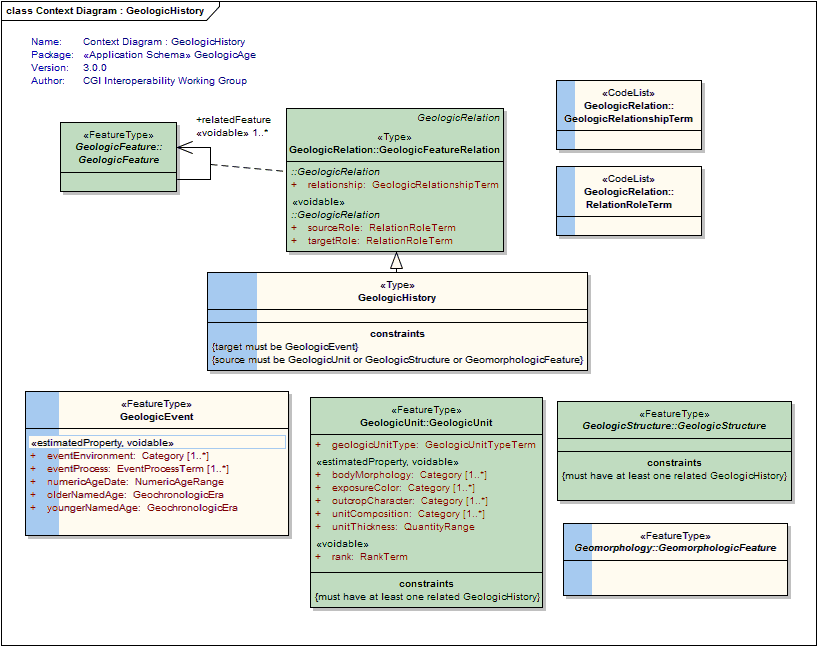 class Context Diagram : GeologicHistory
Name: Context Diagram : GeologicHistory
Package: «Application Schema» GeologicAge
Version: 3.0.0
Author: CGI Interoperability Working Group
«FeatureType»
GeologicFeature::
GeologicFeature
+relatedFeature
«voidable» 1..*
GeologicRelation
«Type»
GeologicRelation::GeologicFeatureRelation
::GeologicRelation
+ relationship: GeologicRelationshipTerm
«voidable»
::GeologicRelation
+ sourceRole: RelationRoleTerm
+ targetRole: RelationRoleTerm
«CodeList»
GeologicRelation::
GeologicRelationshipTerm
«CodeList»
GeologicRelation::
RelationRoleTerm
«Type»
GeologicHistory
constraints
{target must be GeologicEvent}
{source must be GeologicUnit or GeologicStructure or GeomorphologicFeature}
«FeatureType»
GeologicEvent
«estimatedProperty, voidable»
+ eventEnvironment: Category [1..*]
+ eventProcess: EventProcessTerm [1..*]
+ numericAgeDate: NumericAgeRange
+ olderNamedAge: GeochronologicEra
+ youngerNamedAge: GeochronologicEra
«FeatureType»
GeologicUnit::GeologicUnit
+ geologicUnitType: GeologicUnitTypeTerm
«estimatedProperty, voidable»
+ bodyMorphology: Category [1..*]
+ exposureColor: Category [1..*]
+ outcropCharacter: Category [1..*]
+ unitComposition: Category [1..*]
+ unitThickness: QuantityRange
«voidable»
+ rank: RankTerm
constraints
{must have at least one related GeologicHistory}
«FeatureType»
GeologicStructure::GeologicStructure
constraints
{must have at least one related GeologicHistory}
«FeatureType»
Geomorphology::GeomorphologicFeature